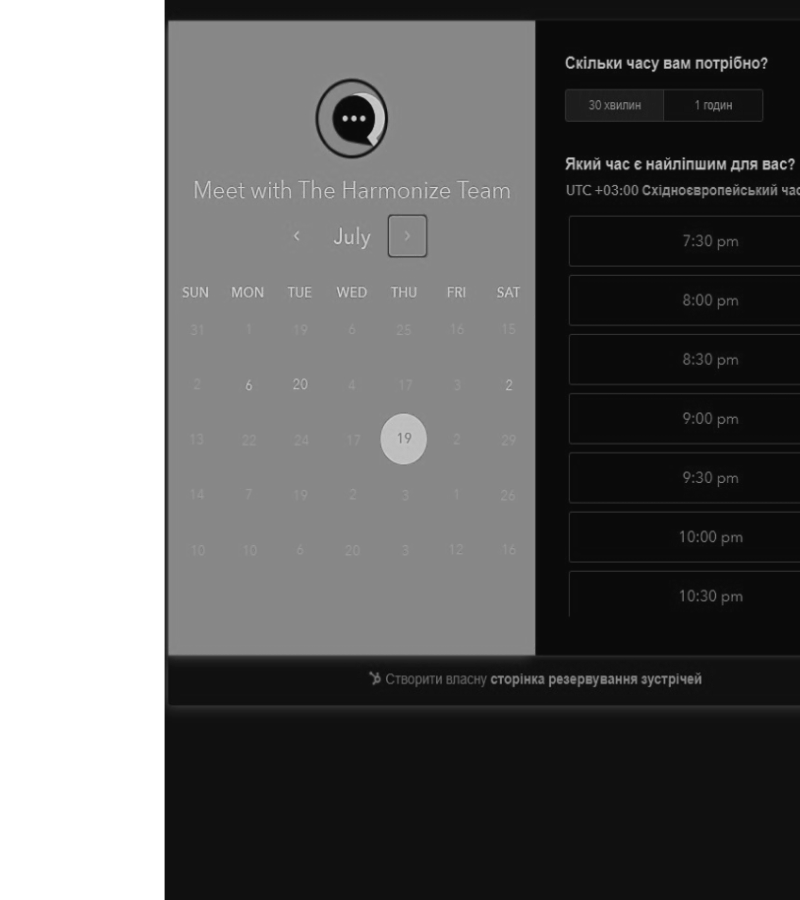 Meet with The Harmonize Team
July
SUN MON TUE WED THU FRI SAT
31 1 19 6 25 16 15
2 6 20 4 17 3 2
13 22 24 17 19 2 29
14 7 19 2 3 1 26
10 10 6 20 3 12 16
Скільки часу вам потрібно?
30 хвилин 1 годин
Який час є найліпшим для вас?
UTC +03:00 Східноєвропейський час
7:30 pm
8:00 pm
8:30 pm
9:00 pm
9:30 pm
10:00 pm
10:30 pm
Створити власну сторінка резервування зустрічей